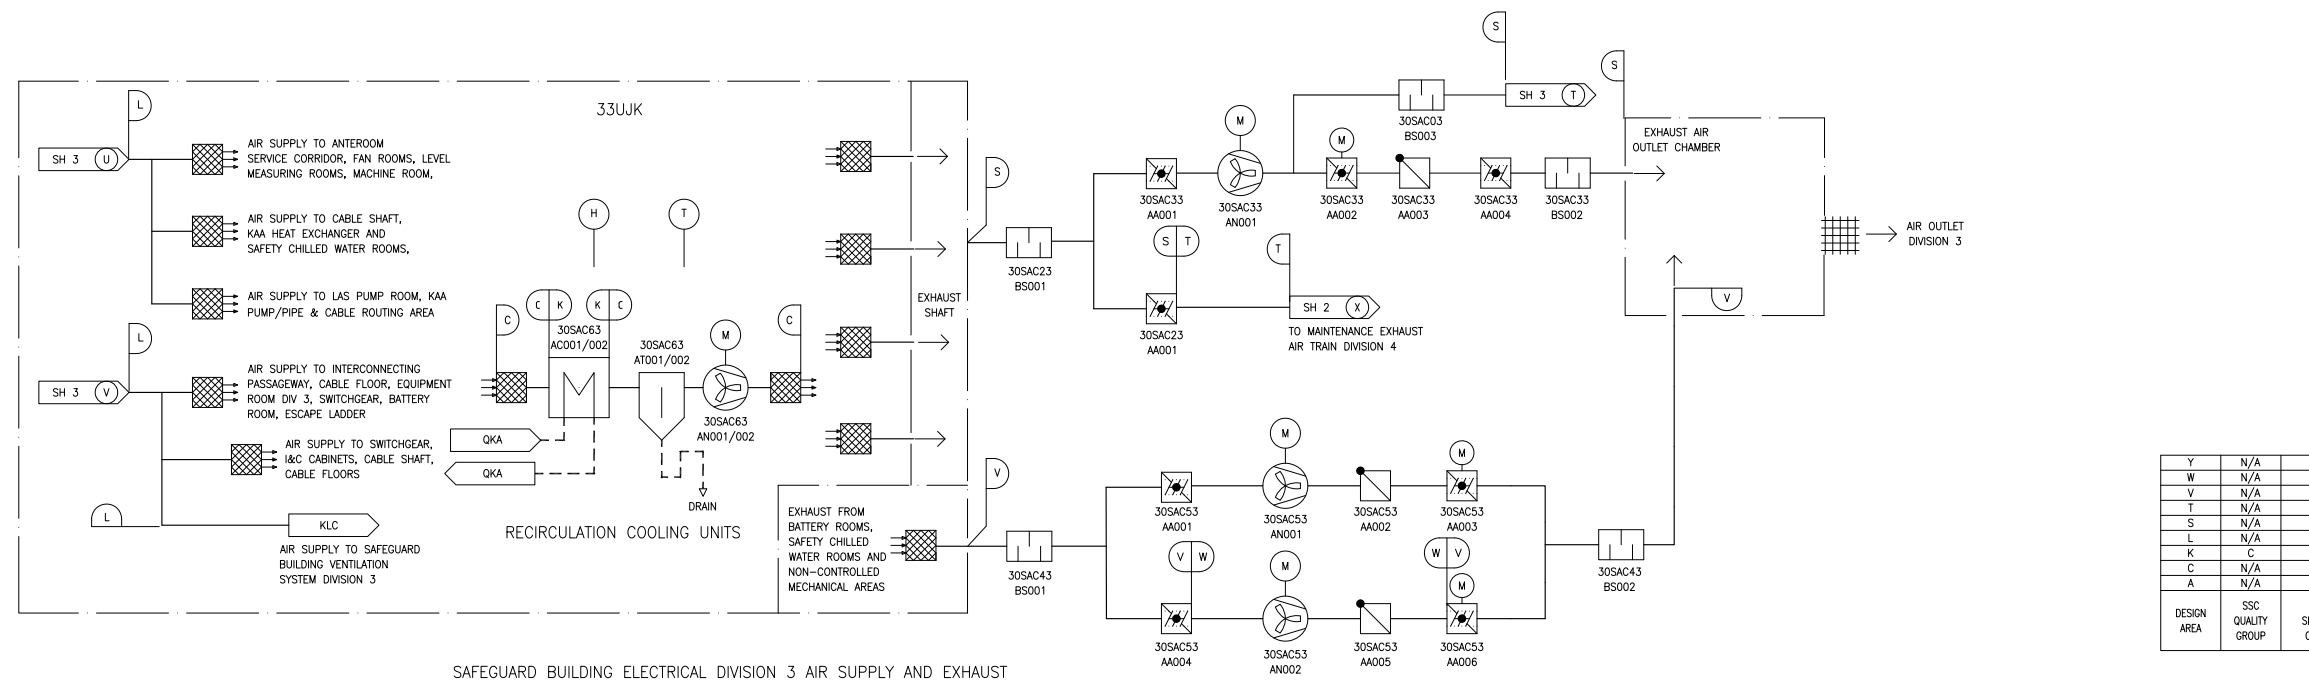 33UJK
L
SH 3 U
AIR SUPPLY TO ANTEROOM
SERVICE CORRIDOR, FAN ROOMS, LEVEL
MEASURING ROOMS, MACHINE ROOM,
AIR SUPPLY TO CABLE SHAFT,
KAA HEAT EXCHANGER AND
SAFETY CHILLED WATER ROOMS,
AIR SUPPLY TO LAS PUMP ROOM, KAA
PUMP/PIPE & CABLE ROUTING AREA
L
SH 3 V
AIR SUPPLY TO INTERCONNECTING
PASSAGEWAY, CABLE FLOOR, EQUIPMENT
ROOM DIV 3, SWITCHGEAR, BATTERY
ROOM, ESCAPE LADDER
AIR SUPPLY TO SWITCHGEAR,
I&C CABINETS, CABLE SHAFT,
CABLE FLOORS
L
KLC
AIR SUPPLY TO SAFEGUARD
BUILDING VENTILATION
SYSTEM DIVISION 3
H
T
C
C K
K C
C
30SAC63
AC001/002
30SAC63
AT001/002
M
30SAC63
AN001/002
QKA
QKA
DRAIN
RECIRCULATION COOLING UNITS
EXHAUST
SHAFT
EXHAUST FROM
BATTERY ROOMS,
SAFETY CHILLED
WATER ROOMS AND
NON-CONTROLLED
MECHANICAL AREAS
S
30SAC23
BS001
30SAC33
AA001
M
30SAC33
AN001
M
30SAC33
AA002
30SAC33
AA003
30SAC33
AA004
30SAC33
BS002
30SAC03
BS003
S
SH 3 T
S
EXHAUST AIR
OUTLET CHAMBER
AIR OUTLET
DIVISION 3
S T
30SAC23
AA001
T
SH 2 X
TO MAINTENANCE EXHAUST
AIR TRAIN DIVISION 4
V
V
30SAC43
BS001
30SAC53
AA001
M
30SAC53
AN001
30SAC53
AA002
M
30SAC53
AA003
V W
30SAC53
AA004
M
30SAC53
AN002
30SAC53
AA005
W V
M
30SAC53
AA006
30SAC43
BS002
SAFEGUARD BUILDING ELECTRICAL DIVISION 3 AIR SUPPLY AND EXHAUST
Y N/A
W N/A
V N/A
T N/A
S N/A
L N/A
K C
C N/A
A N/A
DESIGN
AREA
SSC
QUALITY
GROUP